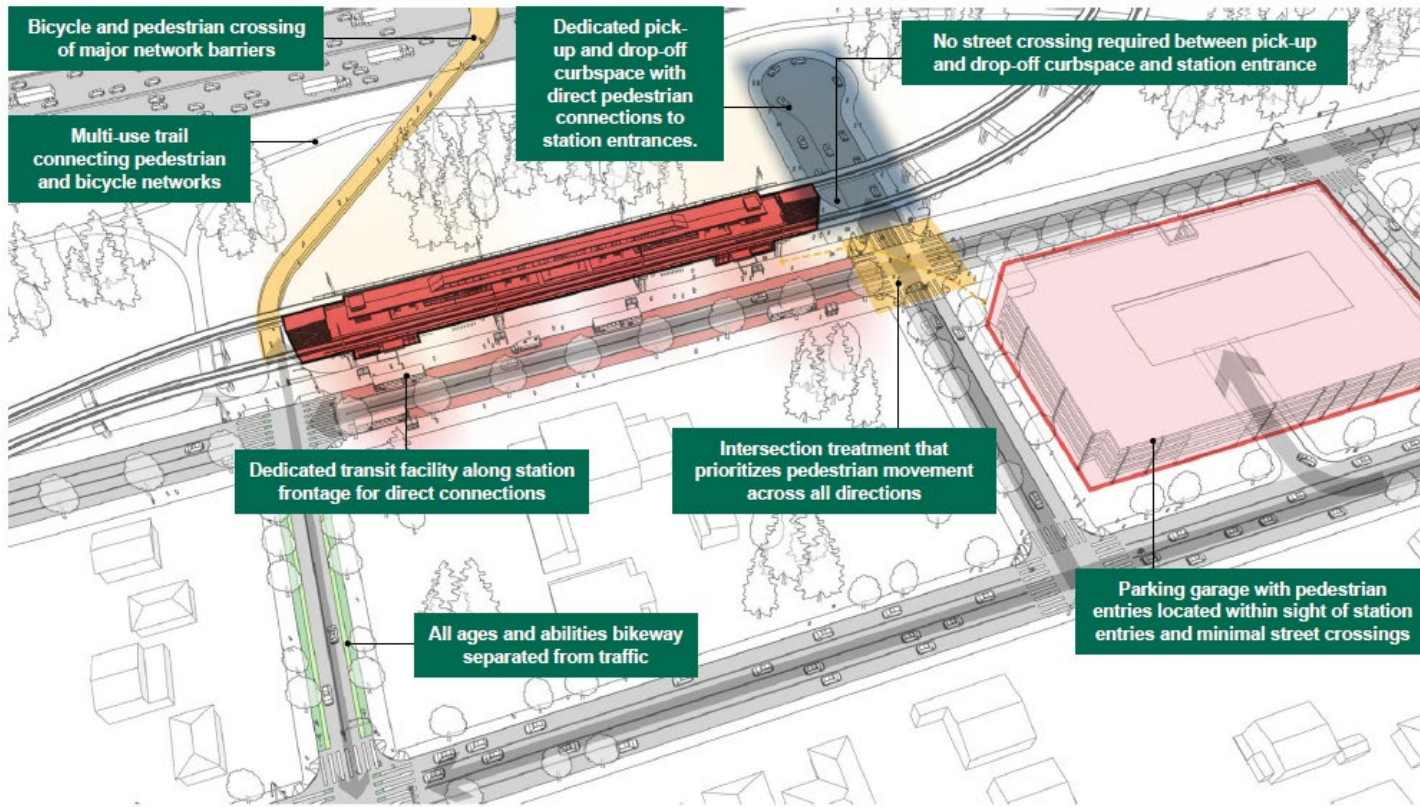 Bicycle and pedestrian crossing
of major network barriers
Multi-use trail
connecting pedestrian
and bicycle networks
Dedicated pick-
up and drop-off
curbspace with
direct pedestrian
connections to
station entrances.
No street crossing required between pick-up
and drop-off curbspace and station entrance
Dedicated transit facility along station
frontage for direct connections
Intersection treatment that
prioritizes pedestrian movement
across all directions
Parking garage with pedestrian
entries located within sight of station
entries and minimal street crossings
All ages and abilities bikeway
separated from traffic